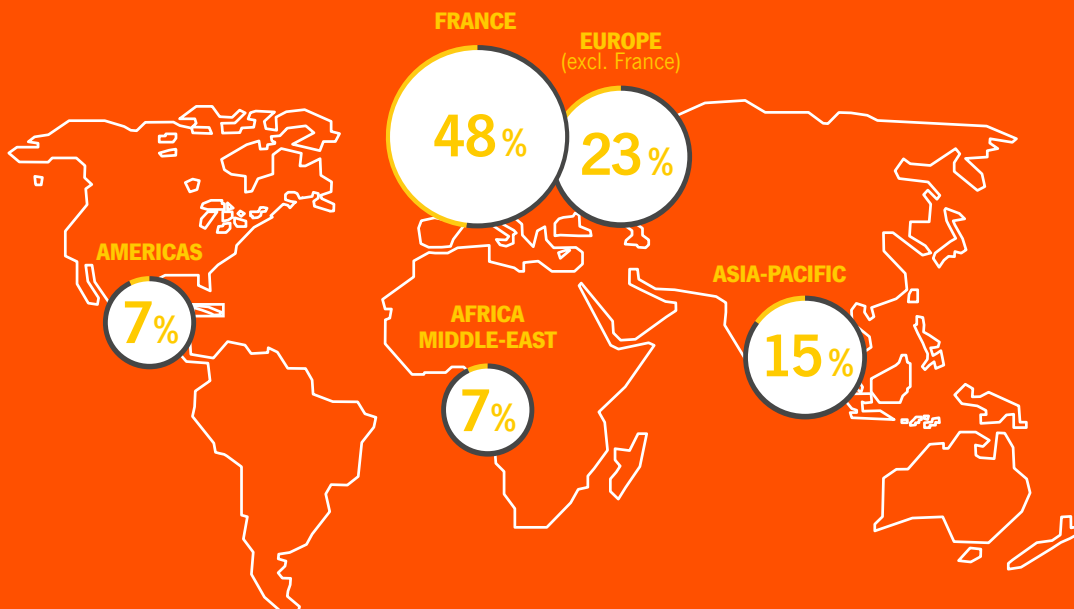 FRANCE
48 %
EUROPE
(excl. France)
23 %
AMERICAS
7 %
AFRICA
MIDDLE-EAST
7 %
ASIA-PACIFIC
15 %